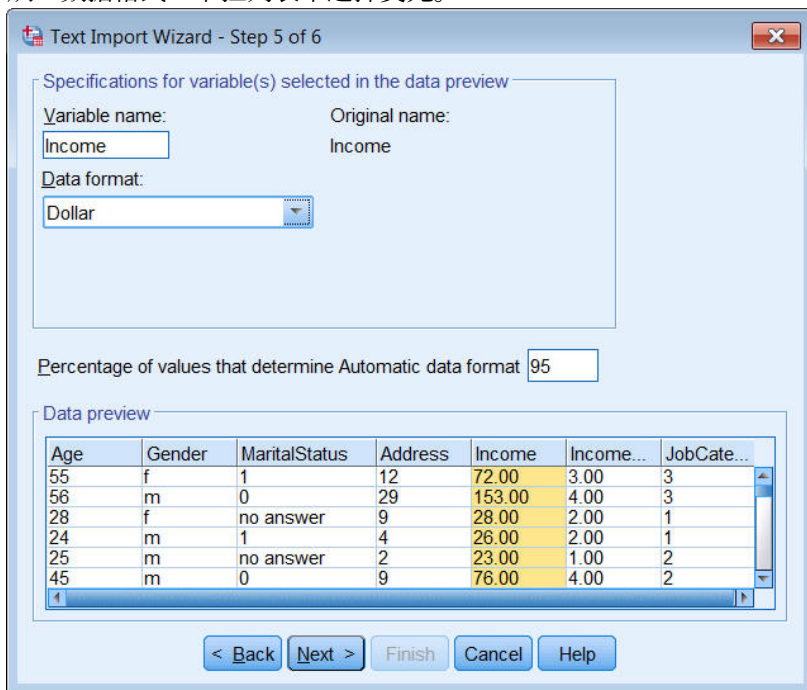 Text Import Wizard - Step 5 of 6
Specifications for variable(s) selected in the data preview
Variable name: Original name:
Income Income
Data format:
Dollar
Percentage of values that determine Automatic data format 95
Data preview
Age Gender MaritalStatus Address Income Income... JobCate...
55 f 1 12 72.00 3.00 3
56 m 0 29 153.00 4.00 3
28 f no answer 9 28.00 2.00 1
24 m 1 4 26.00 2.00 1
25 m no answer 2 23.00 1.00 2
45 m 0 9 76.00 4.00 2
< Back Next > Finish Cancel Help